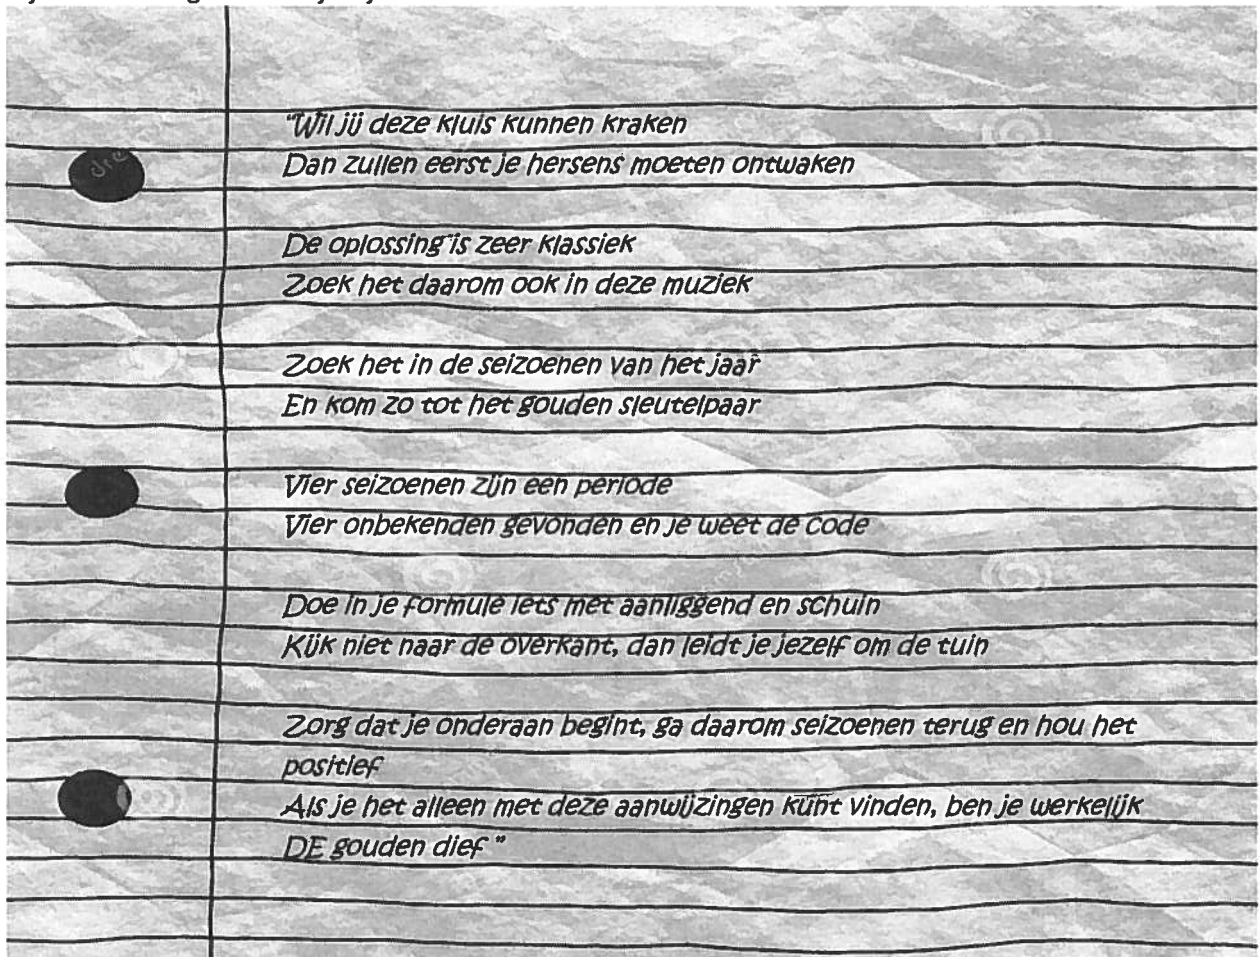 "Wil jij deze kluis kunnen kraken
Dan zullen eerst je hersens moeten ontwaken
De oplossing is zeer klassiek
Zoek het daarom ook in deze muziek
Zoek het in de seizoenen van het jaar
En kom zo tot het gouden sleutelpaar
Vier seizoenen zijn een periode
Vier onbekenden gevonden en je weet de code
Doe in je formule iets met aanliggend en schuin
Kijk niet naar de overkant, dan leidt je jezelf om de tuin
Zorg dat je onderaan begint, ga daarom seizoenen terug en hou het
positief
Als je het alleen met deze aanwijzingen kunt vinden, ben je werkelijk
DE gouden dief"